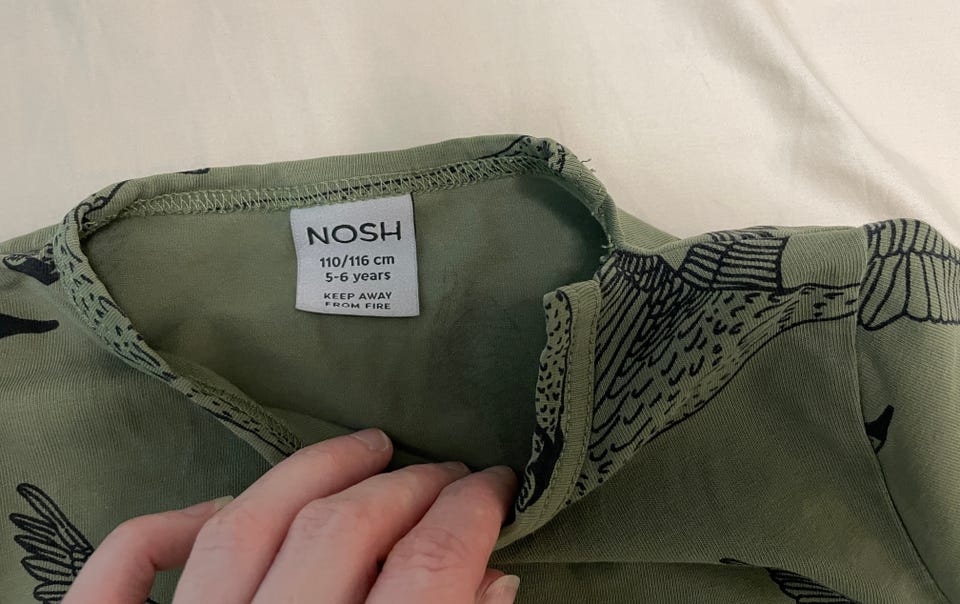 NOSH
110/116 cm
5-6 years
KEEP AWAY
FROM FIRE